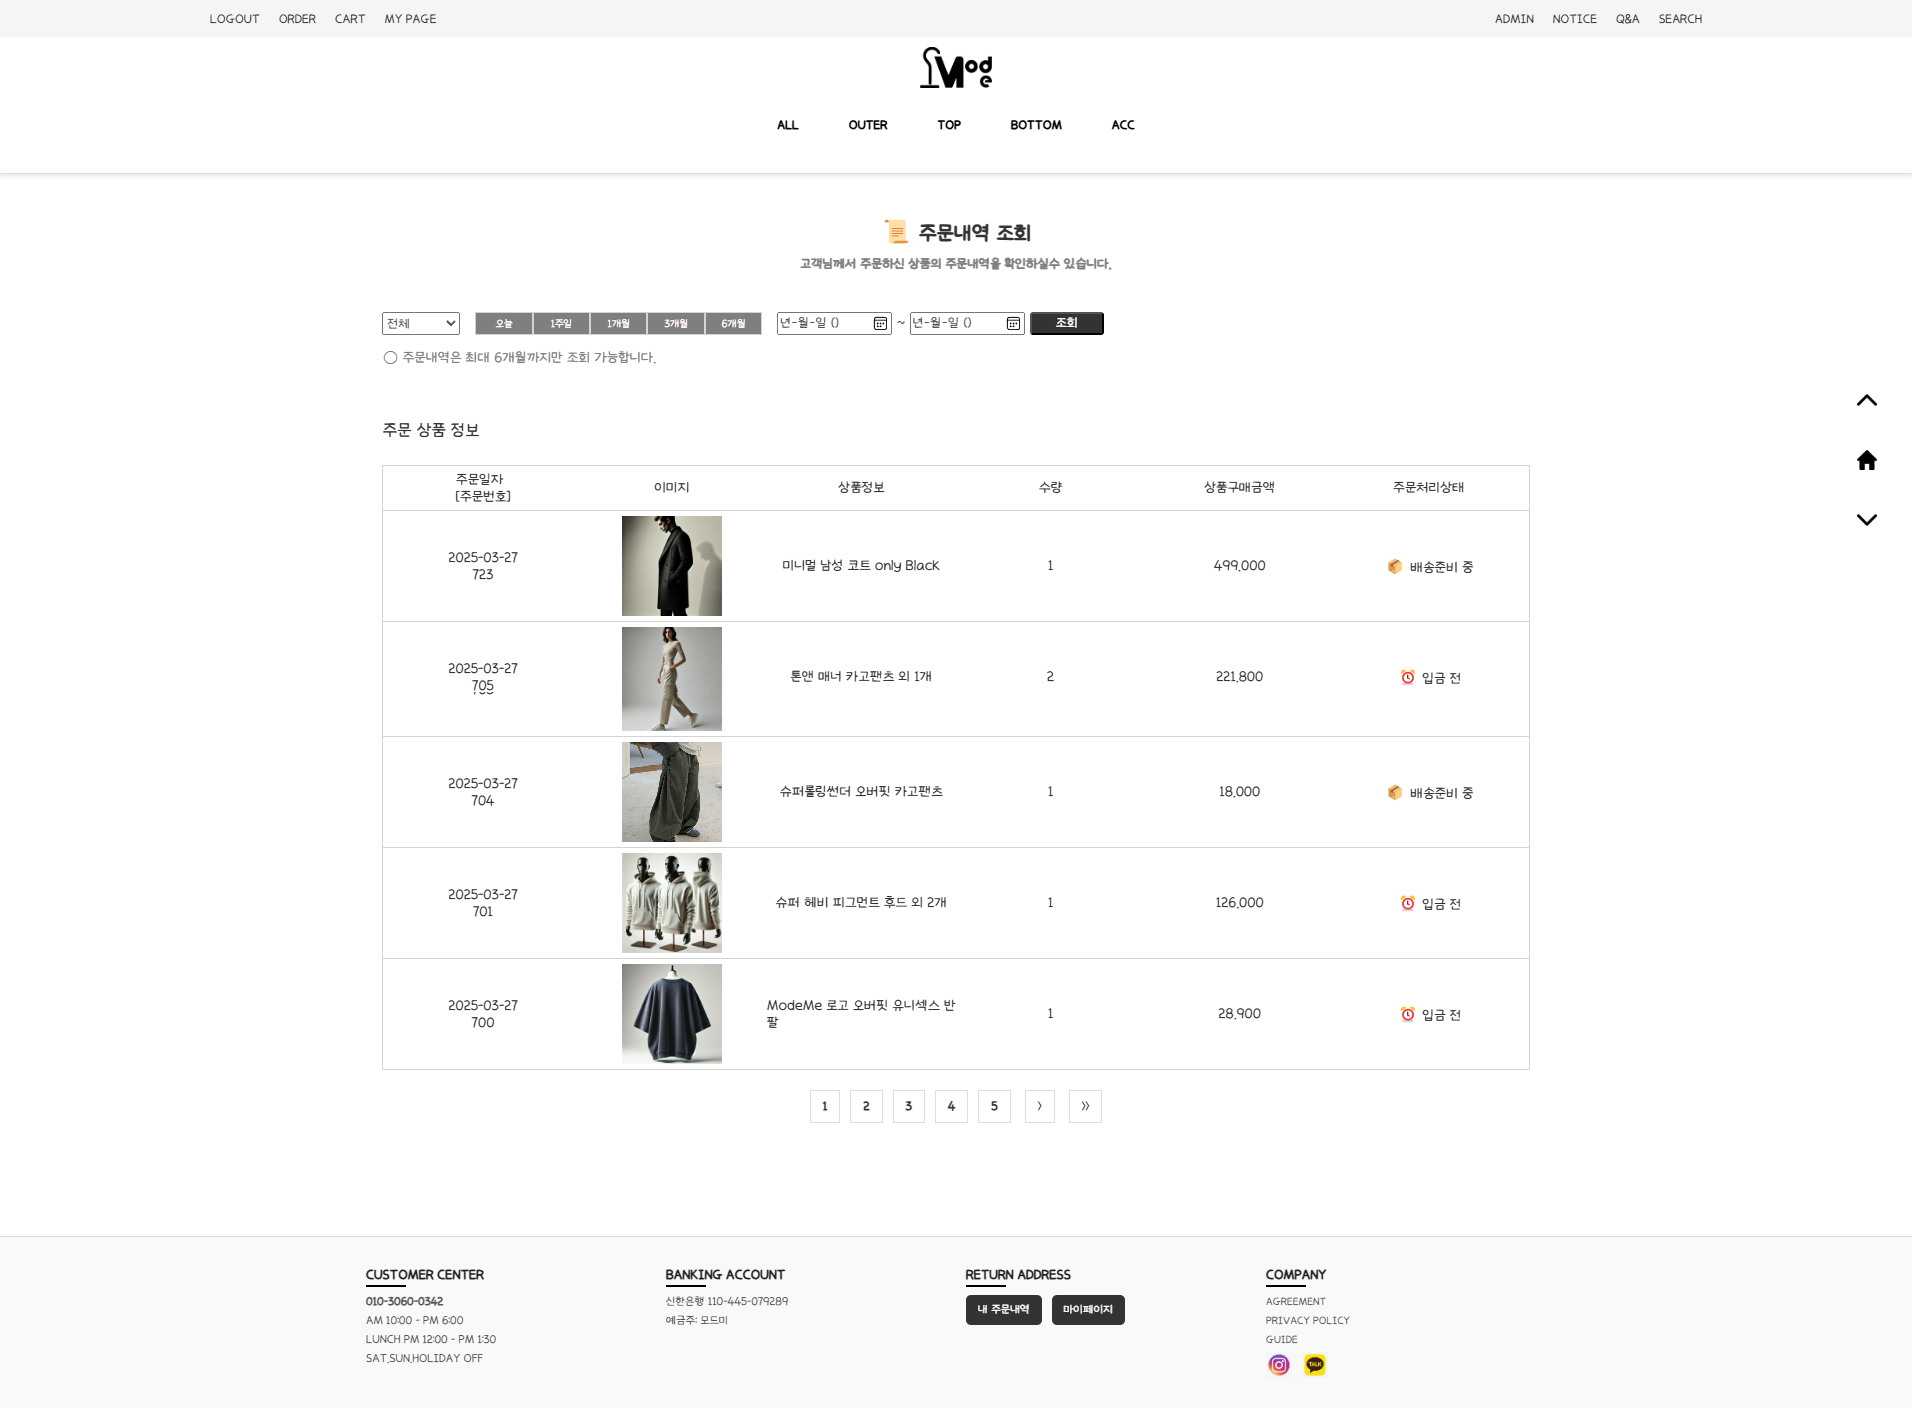 LOGOUT ORDER CART MY PAGE ADMIN NOTICE Q&A SEARCH
Mode
ALL OUTER TOP BOTTOM ACC
주문내역 조회
고객님께서 주문하신 상품의 주문내역을 확인하실수 있습니다.
전체 오늘 1주일 1개월 3개월 6개월 년-월-일 () ~ 년-월-일 () 조회
주문내역은 최대 6개월까지만 조회 가능합니다.
주문 상품 정보
주문일자
[주문번호] 이미지 상품정보 수량 상품구매금액 주문처리상태
2025-03-27
723 미니멀 남성 코트 only Black 1 499,000 배송준비 중
2025-03-27
705 톤앤 매너 카고팬츠 외 1개 2 221,800 입금 전
2025-03-27
704 슈퍼롤링썬더 오버핏 카고팬츠 1 18,000 배송준비 중
2025-03-27
701 슈퍼 헤비 피그먼트 후드 외 2개 1 126,000 입금 전
2025-03-27
700 ModeMe 로고 오버핏 유니섹스 반
팔 1 28,900 입금 전
1 2 3 4 5 〉 》
CUSTOMER CENTER
010-3060-0342
AM 10:00 - PM 6:00
LUNCH PM 12:00 - PM 1:30
SAT,SUN,HOLIDAY OFF
BANKING ACCOUNT
신한은행 110-445-079289
예금주: 모드미
RETURN ADDRESS
내 주문내역 마이페이지
COMPANY
AGREEMENT
PRIVACY POLICY
GUIDE
TALK